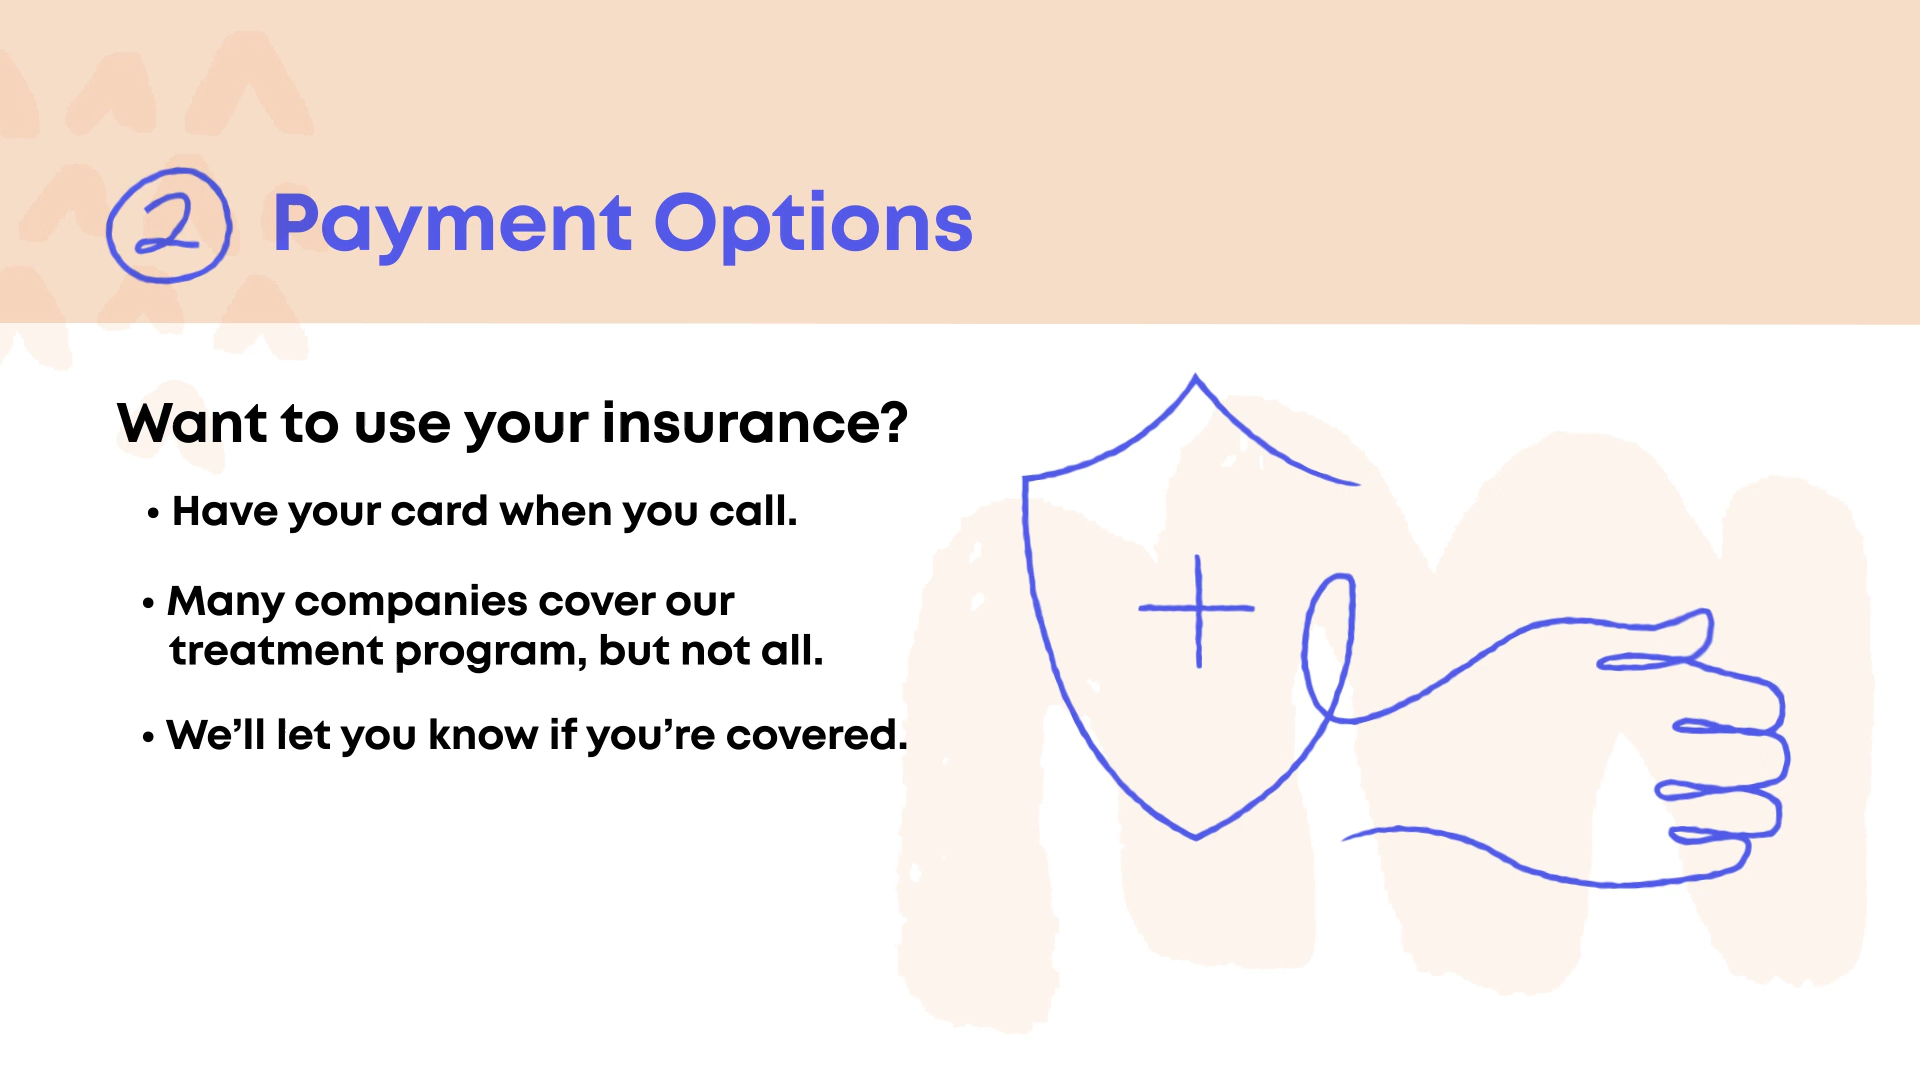 2 Payment Options
Want to use your insurance?
• Have your card when you call.
• Many companies cover our
treatment program, but not all.
• We’ll let you know if you’re covered.